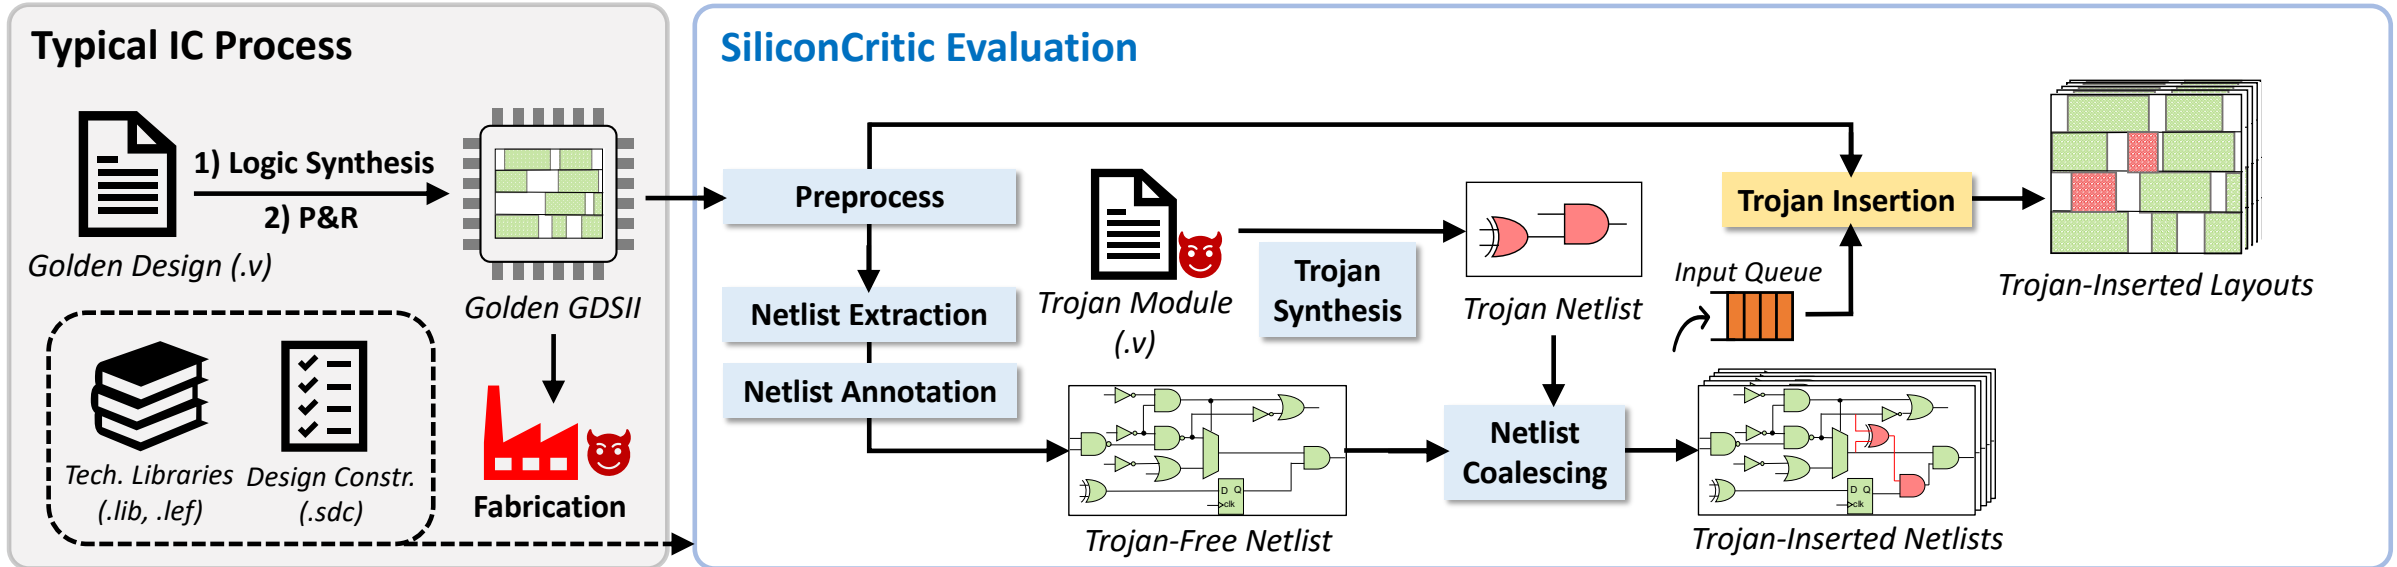 Typical IC Process
1) Logic Synthesis
2) P&R
Golden Design (.v)
Golden GDSII
Tech. Libraries
(.lib, .lef)
Design Constr.
(.sdc)
Fabrication
SiliconCritic Evaluation
Preprocess
Netlist Extraction
Netlist Annotation
Trojan Module
(.v)
Trojan
Synthesis
Trojan Netlist
Trojan Insertion
Input Queue
Trojan-Inserted Layouts
D Q
clk
Trojan-Free Netlist
Netlist
Coalescing
D Q
clk
Trojan-Inserted Netlists